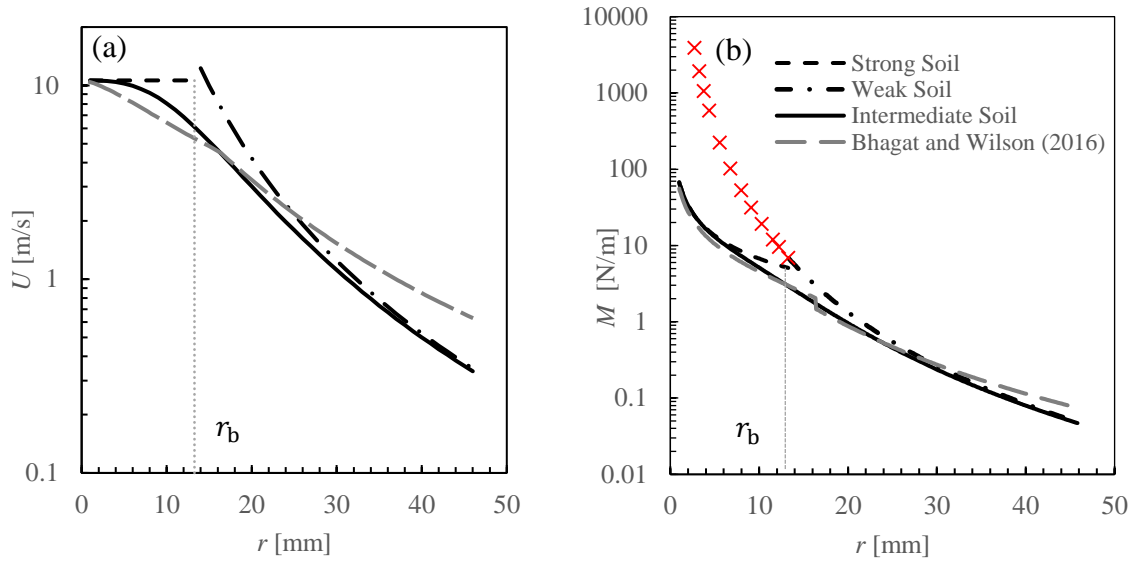 (a)
10
1
0.1
U [m/s]
r_b
0
10
20
30
40
50
r [mm]
(b)
10000
1000
100
10
1
0.1
0.01
M [N/m]
Strong Soil
Weak Soil
Intermediate Soil
Bhagat and Wilson (2016)
r_b
0
10
20
30
40
50
r [mm]